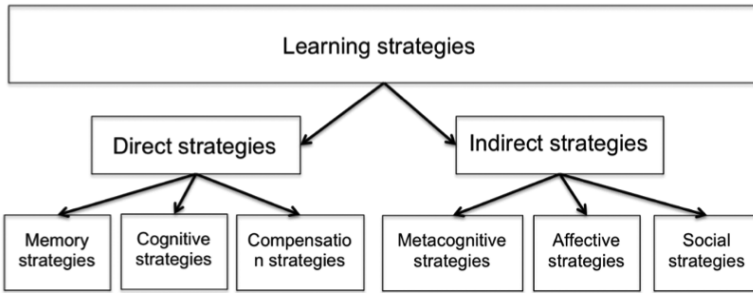 Learning strategies
Direct strategies
Indirect strategies
Memory
strategies
Cognitive
strategies
Compensatio
n strategies
Metacognitive
strategies
Affective
strategies
Social
strategies